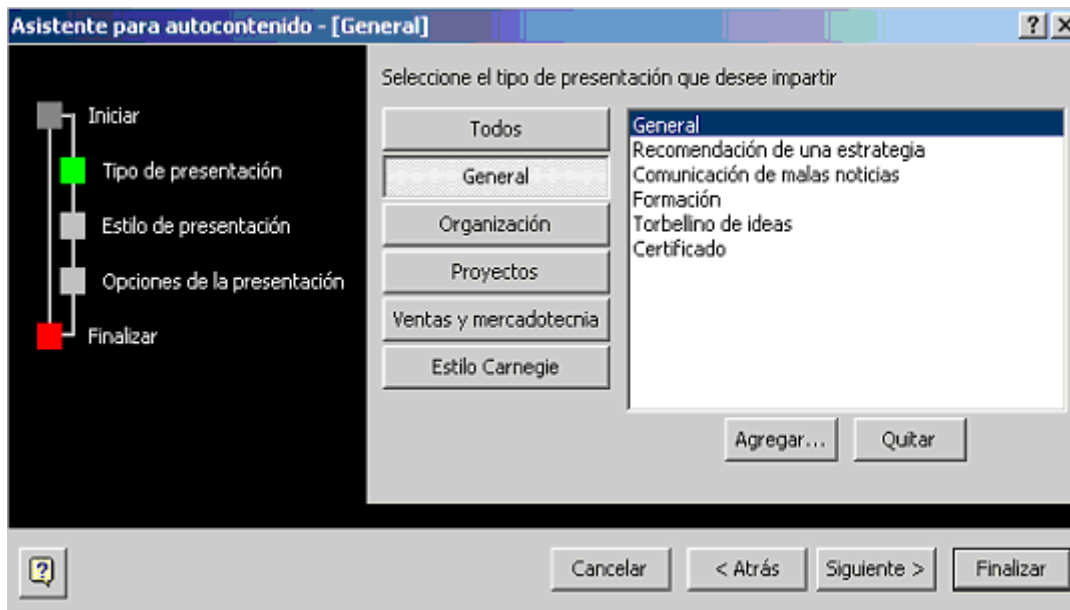 Asistente para autocontenido - [General]
Iniciar
Tipo de presentación
Estilo de presentación
Opciones de la presentación
Finalizar
Seleccione el tipo de presentación que desee impartir
Todos
General
Organización
Proyectos
Ventas y mercadotecnia
Estilo Carnegie
General
Recomendación de una estrategia
Comunicación de malas noticias
Formación
Torbellino de ideas
Certificado
Agregar...
Quitar
Cancelar
< Atrás
Siguiente >
Finalizar